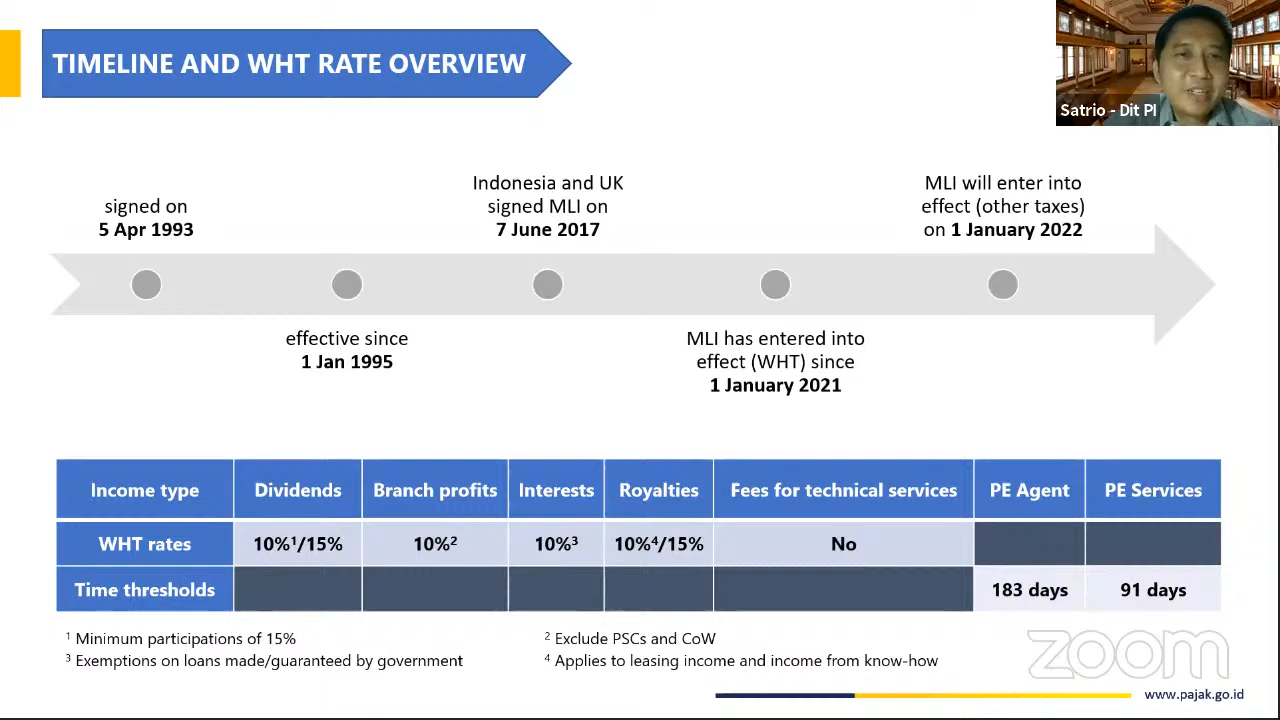 TIMELINE AND WHT RATE OVERVIEW
Satrio - Dit PI
signed on
5 Apr 1993
Indonesia and UK
signed MLI on
7 June 2017
MLI will enter into
effect (other taxes)
on 1 January 2022
effective since
1 Jan 1995
MLI has entered into
effect (WHT) since
1 January 2021
Income type Dividends Branch profits Interests Royalties Fees for technical services PE Agent PE Services
WHT rates 10%¹/15% 10%² 10%³ 10%⁴/15% No
Time thresholds 183 days 91 days
¹ Minimum participations of 15% ² Exclude PSCs and CoW
³ Exemptions on loans made/guaranteed by government ⁴ Applies to leasing income and income from know-how
zoom
www.pajak.go.id